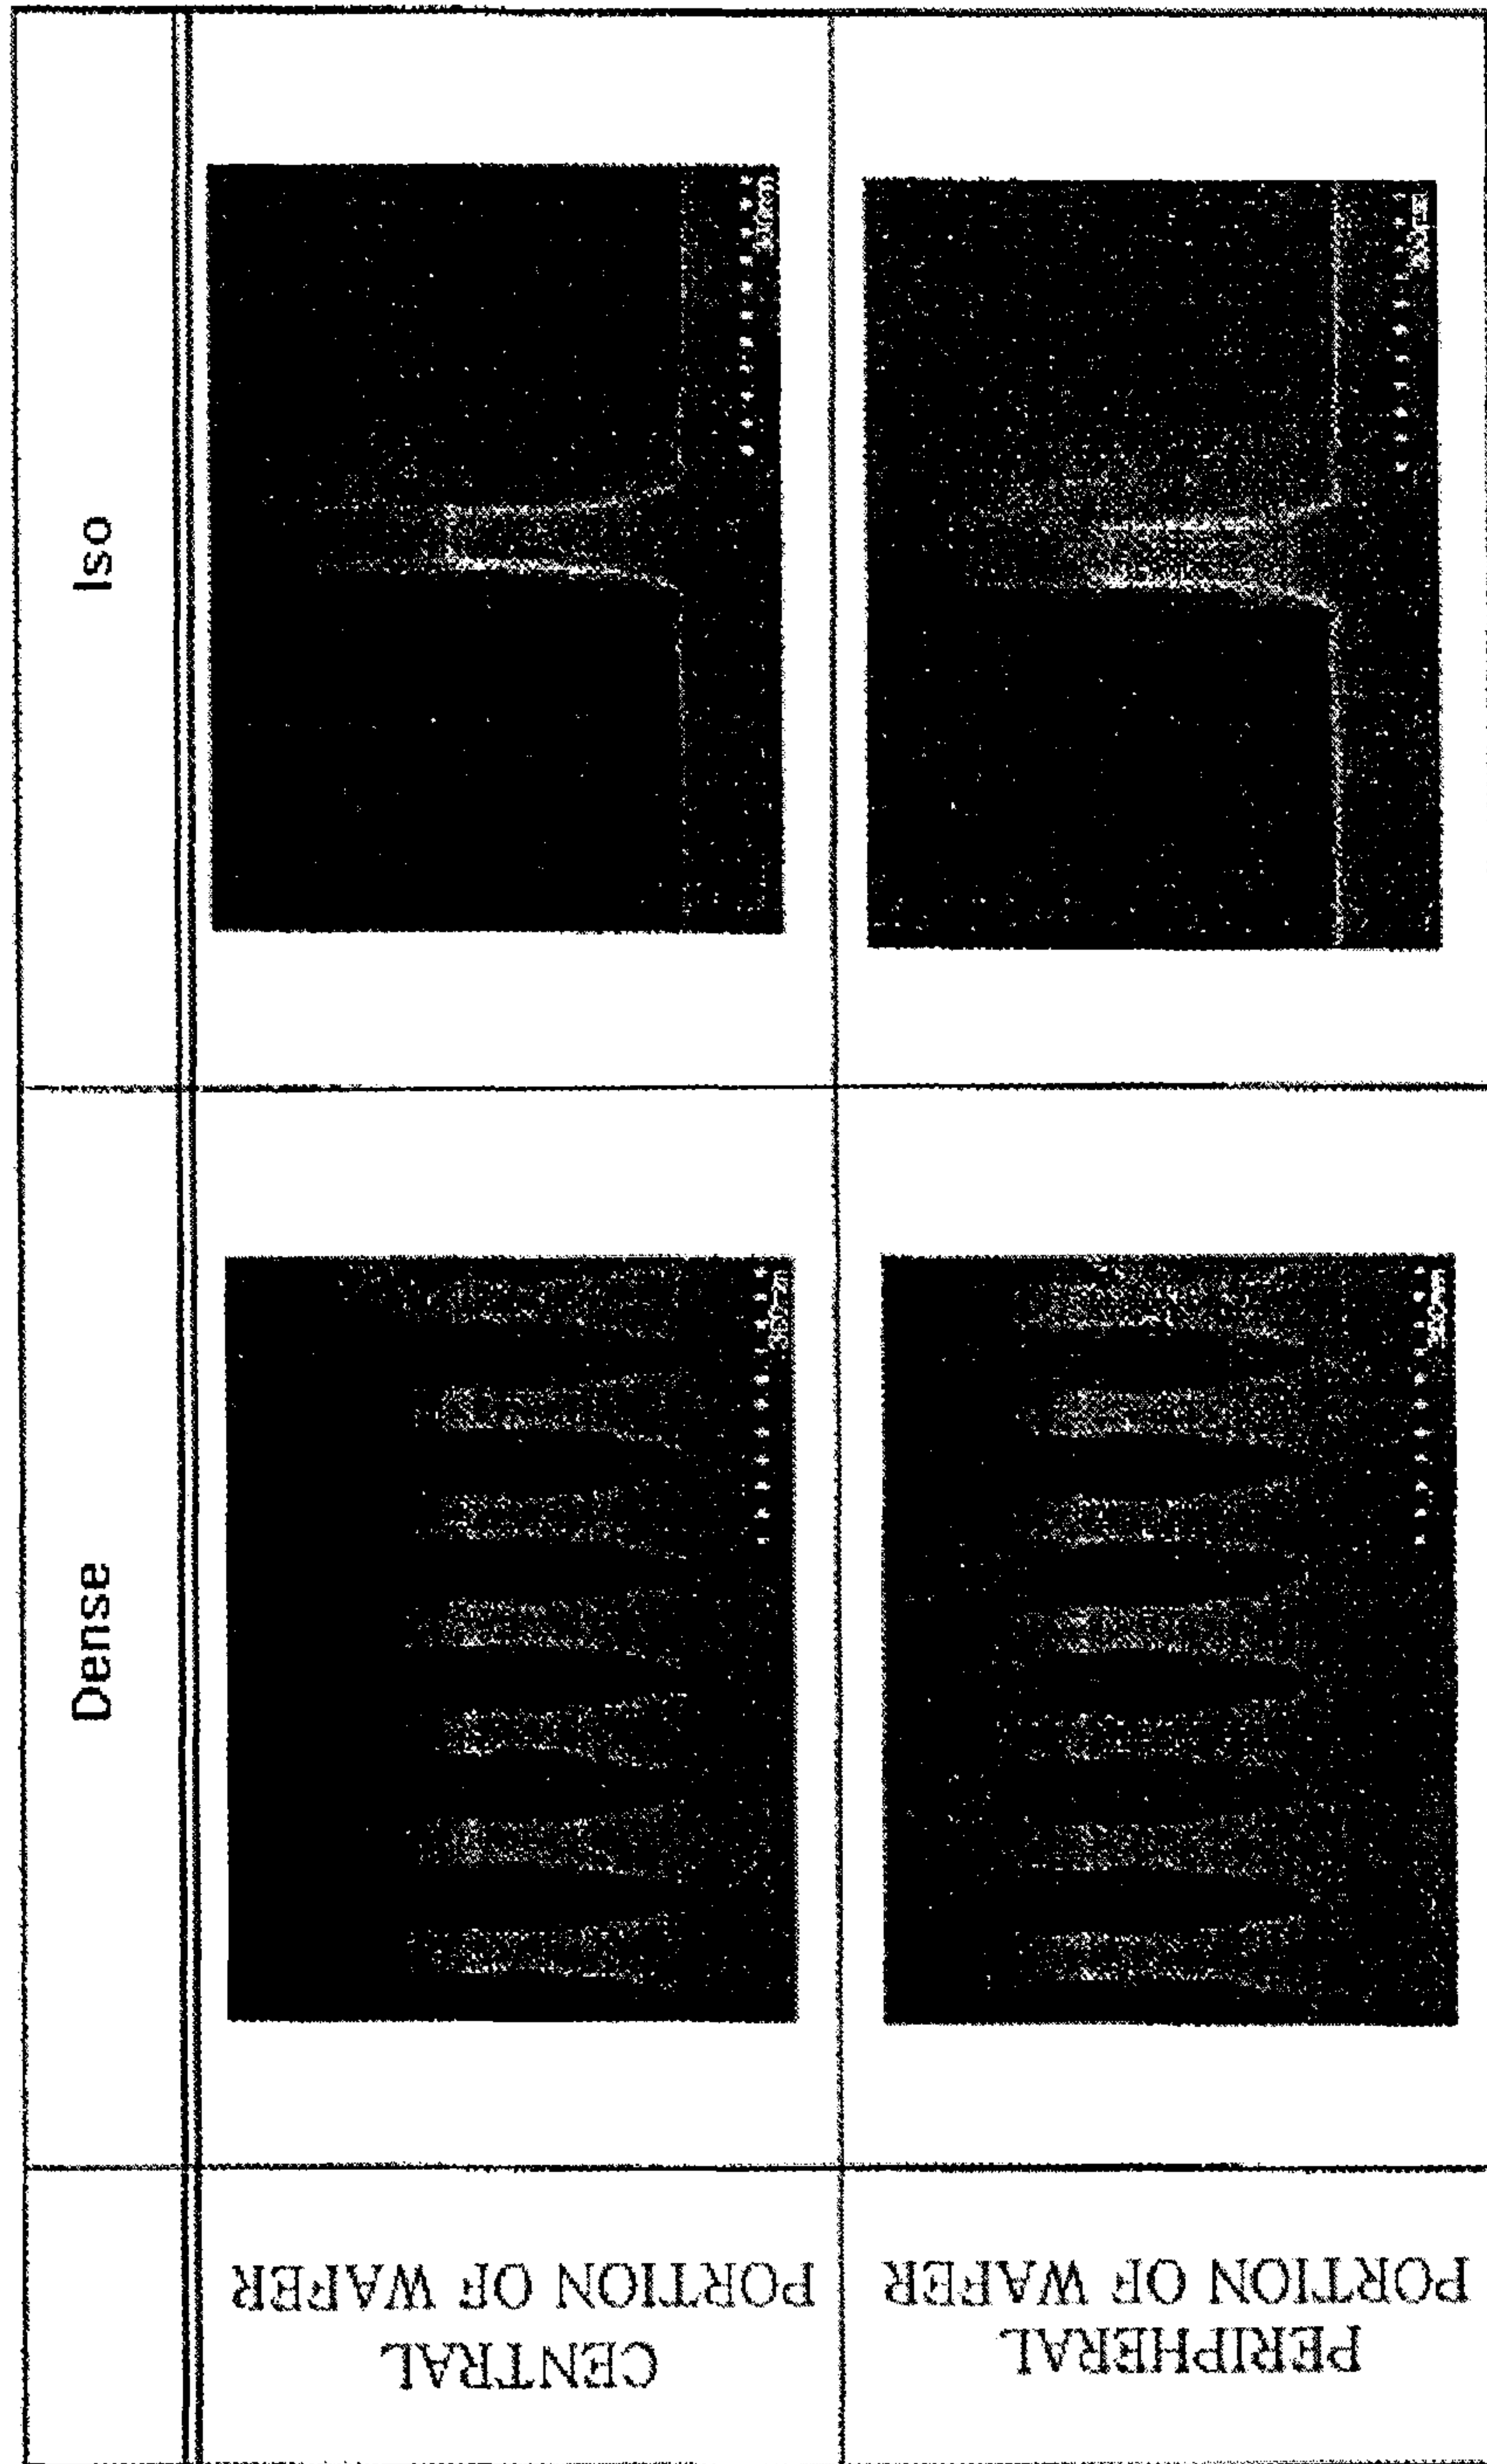 Dense
Iso
CENTRAL
PORTION OF WAFER
PERIPHERAL
PORTION OF WAFER